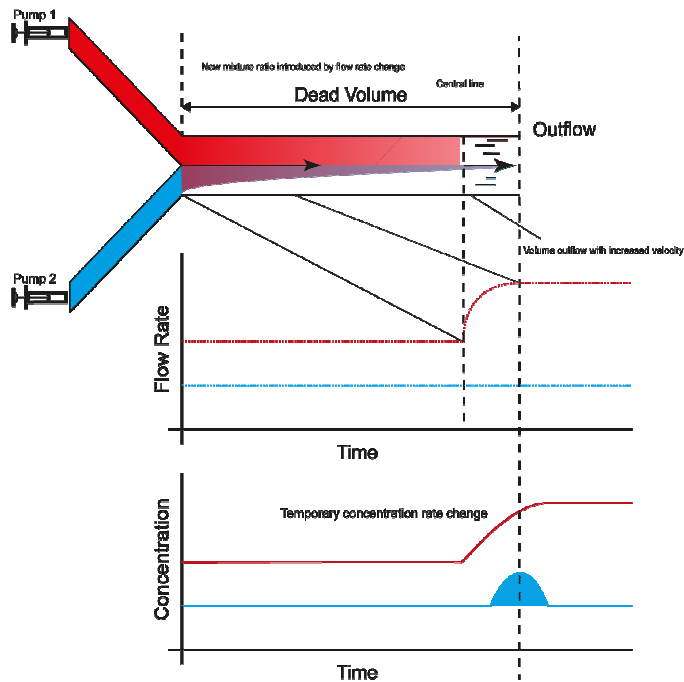 Pump 1
New mixture ratio introduced by flow rate change
Central line
Dead Volume
Outflow
Pump 2
Volume outflow with increased velocity
Flow Rate
Time
Temporary concentration rate change
Concentration
Time